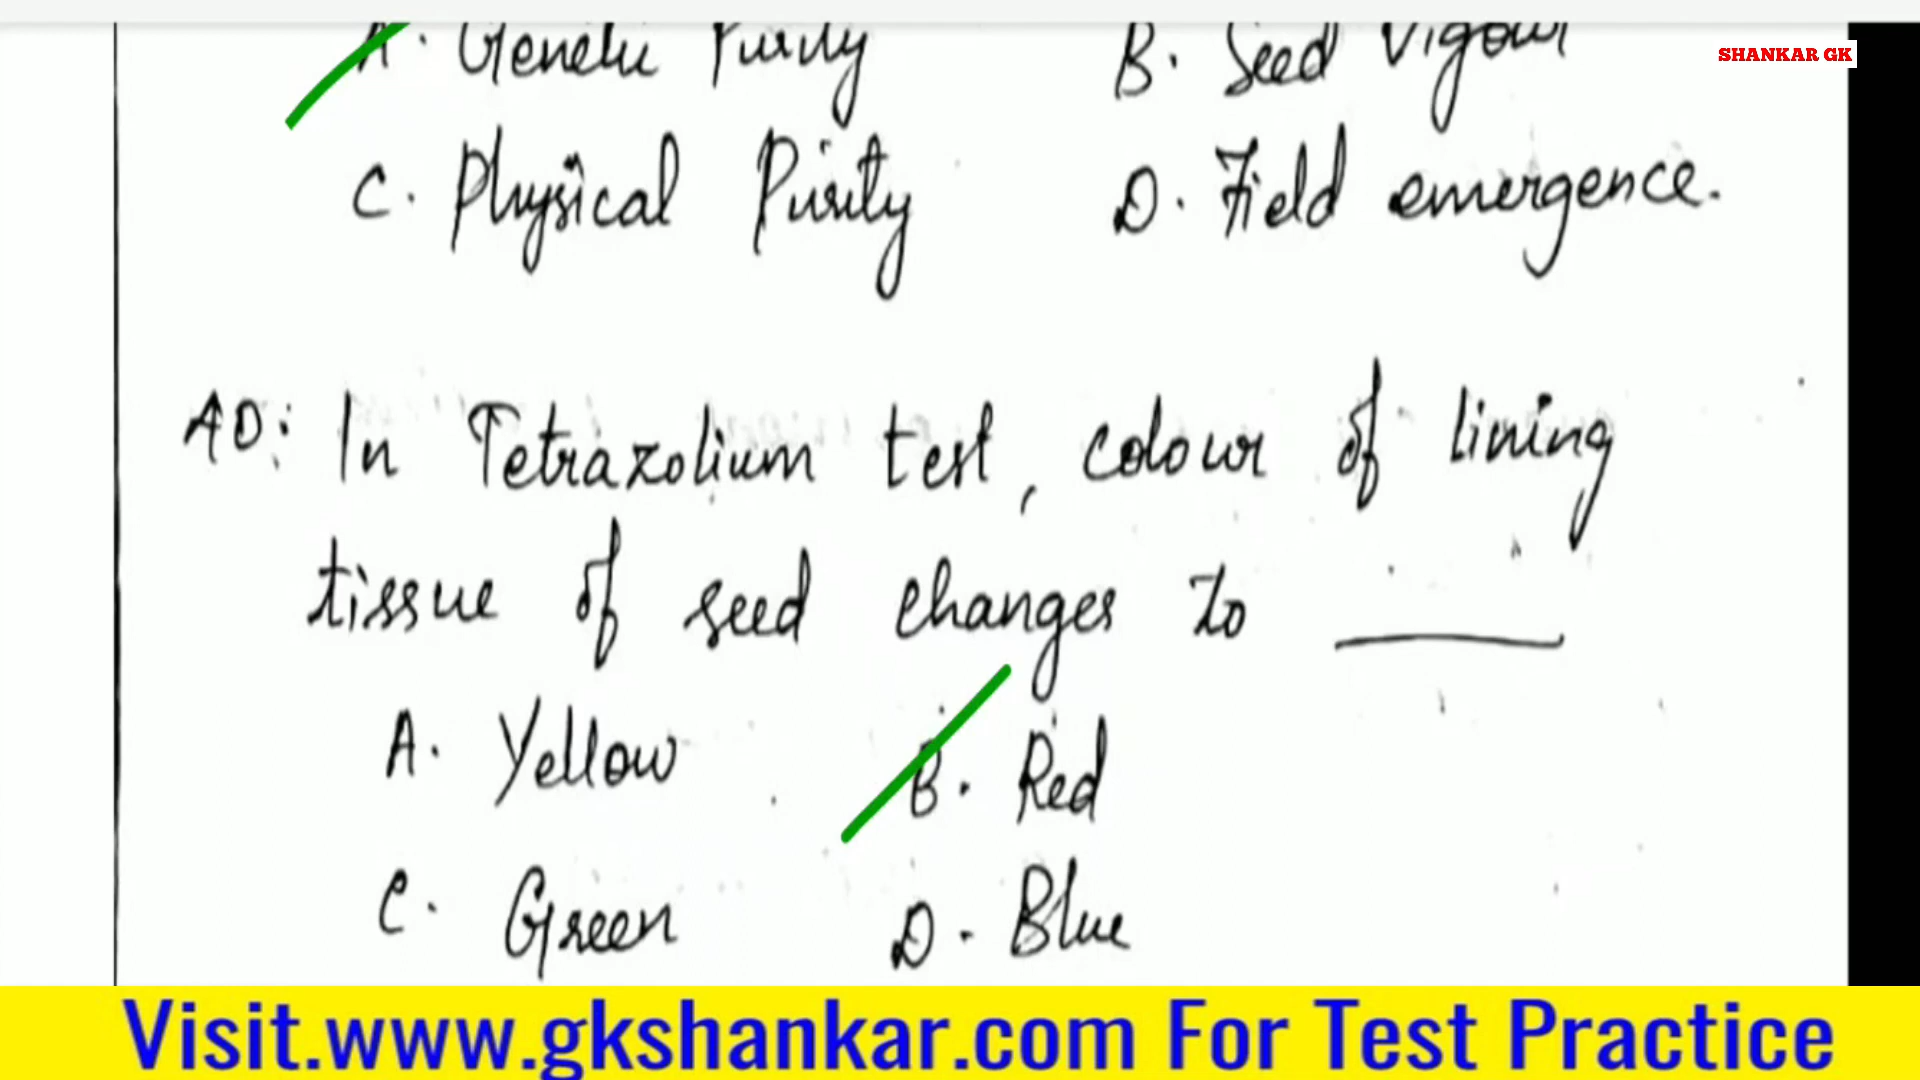 A. Genetic Purity B. Seed Vigour
SHANKAR GK
C. Physical Purity D. Field emergence.
40: In Tetrazolium test, colour of lining
tissue of seed changes to ______
A. Yellow B. Red
C. Green D. Blue
Visit.www.gkshankar.com For Test Practice